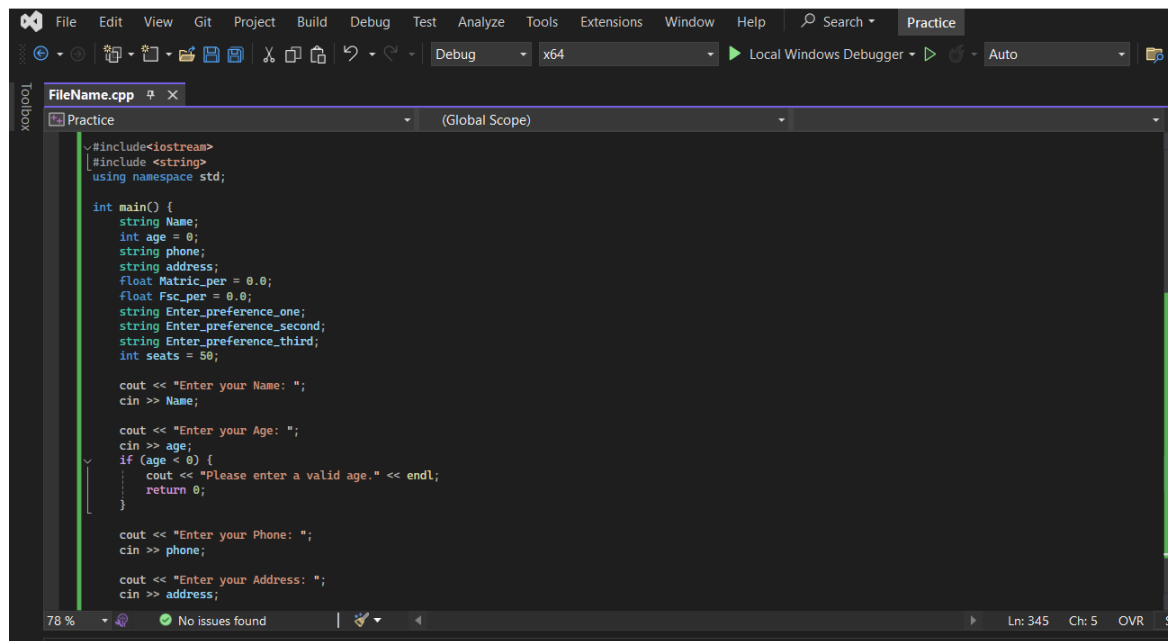 File Edit View Git Project Build Debug Test Analyze Tools Extensions Window Help Search Practice
Debug x64 Local Windows Debugger Auto
Toolbox
FileName.cpp
Practice (Global Scope)
#include<iostream>
#include <string>
using namespace std;
int main() {
string Name;
int age = 0;
string phone;
string address;
float Matric_per = 0.0;
float Fsc_per = 0.0;
string Enter_preference_one;
string Enter_preference_second;
string Enter_preference_third;
int seats = 50;
cout << "Enter your Name: ";
cin >> Name;
cout << "Enter your Age: ";
cin >> age;
if (age < 0) {
cout << "Please enter a valid age." << endl;
return 0;
}
cout << "Enter your Phone: ";
cin >> phone;
cout << "Enter your Address: ";
cin >> address;
78 % No issues found Ln: 345 Ch: 5 OVR